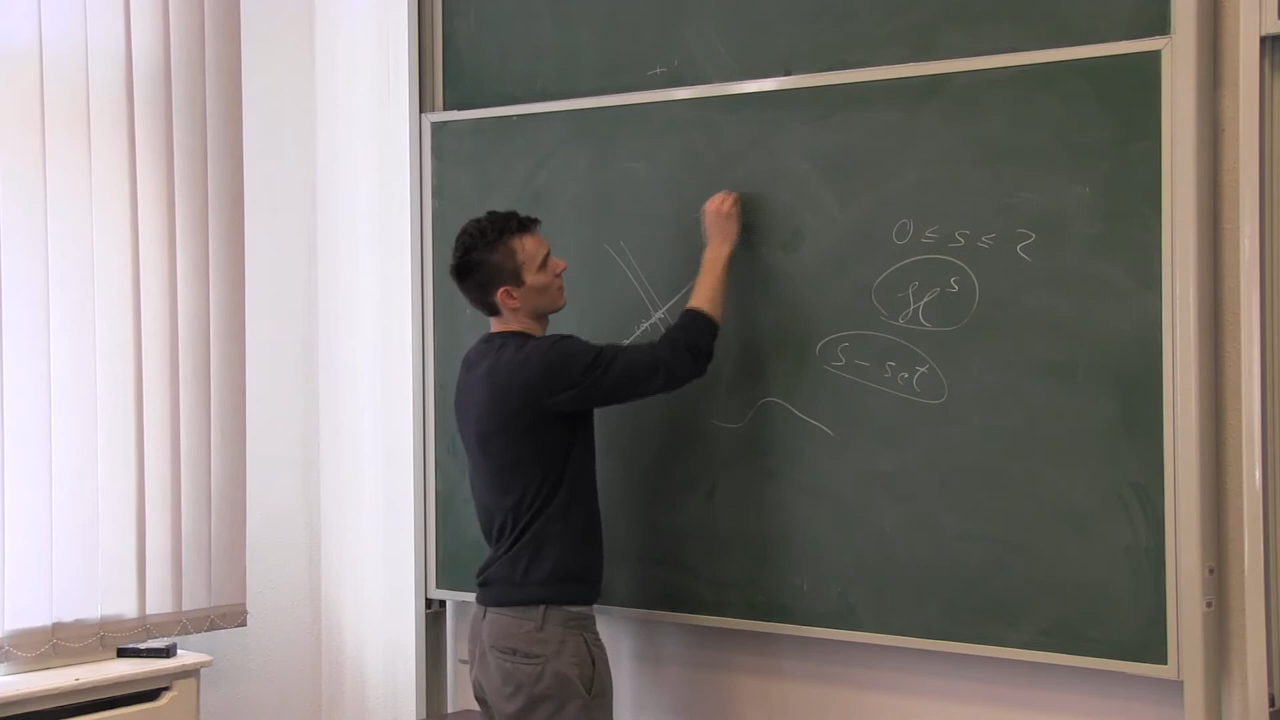 0 ≤ s ≤ 2
ℋ^s
s-set